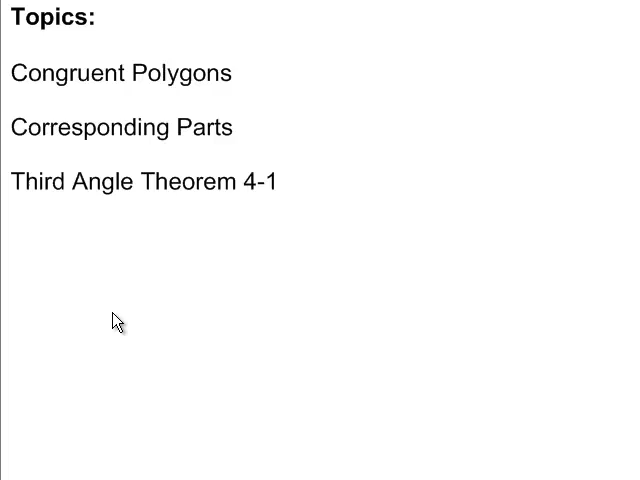 Topics:
Congruent Polygons
Corresponding Parts
Third Angle Theorem 4-1